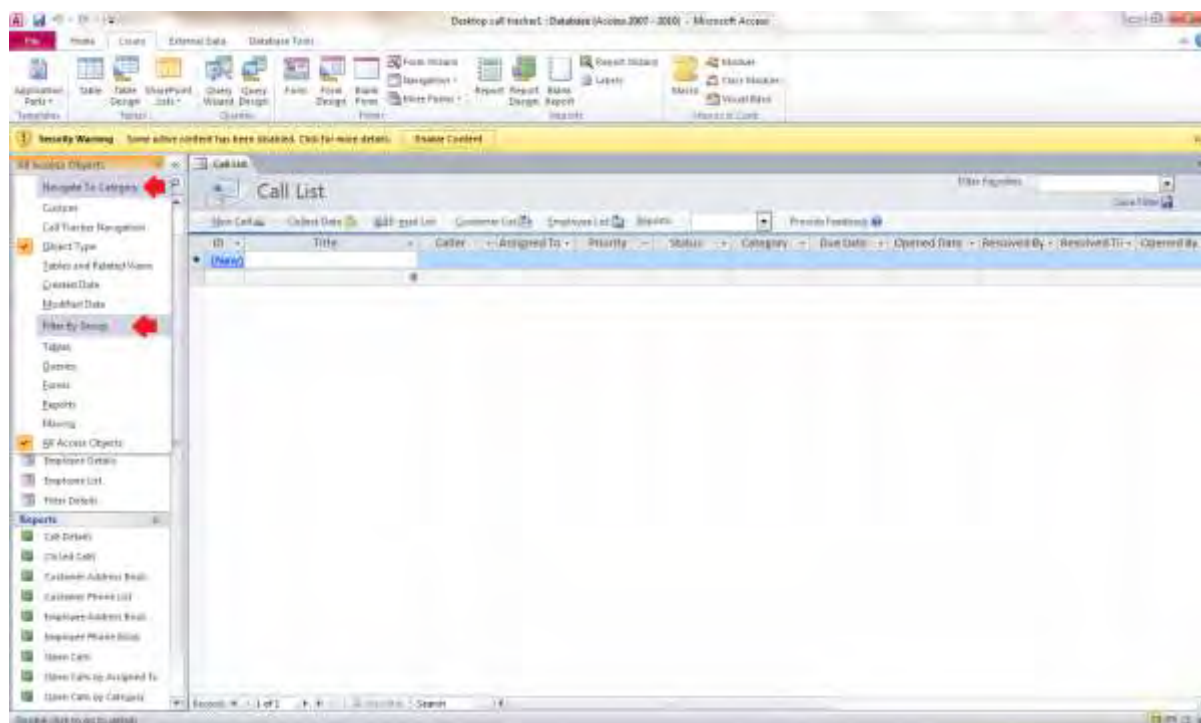 Desktop call tracker1 : Database (Access 2007 - 2010) - Microsoft Access
File Home Create External Data Database Tools
Application Parts Table Table Design SharePoint Lists Query Wizard Query Design Form Form Design Blank Form Form Wizard Navigation More Forms Report Report Design Blank Report Report Wizard Labels Macro Module Class Module Visual Basic
Templates Tables Queries Forms Reports Macros & Code
Security Warning Some active content has been disabled. Click for more details. Enable Content
All Access Objects
Navigate To Category
Custom
Call Tracker Navigation
Object Type
Tables and Related Views
Created Date
Modified Date
Filter By Group
Tables
Queries
Forms
Reports
All Access Objects
Employee Details
Employee List
Filter Details
Reports
Call Details
Closed Calls
Customer Address Book
Customer Phone List
Employee Address Book
Employee Phone
Open Calls
Open Calls by Assigned To
Open Calls by Category
Call List
Call List
Filter Favorites
Save Filter
New Call Collect Data E-mail List Customer List Employee List Reports Provide Feedback
ID Title Caller Assigned To Priority Status Category Due Date Opened Date Resolved By Opened By
(New)
Record: 1 of 1 Search